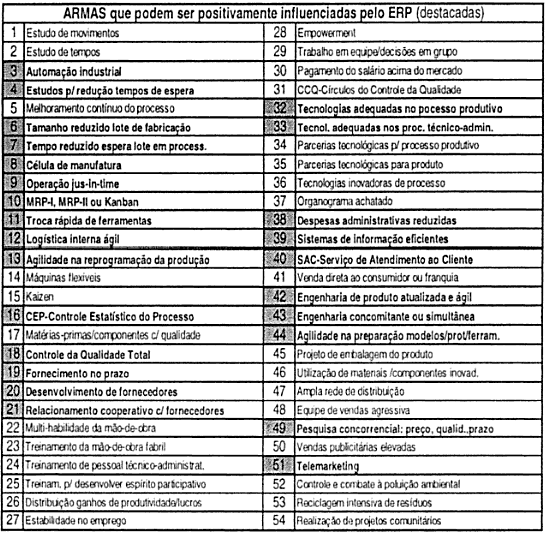 ARMAS que podem ser positivamente influenciadas pelo ERP (destacadas)
1 Estudo de movimentos
2 Estudo de tempos
3 Automação industrial
4 Estudos p/ redução tempos de espera
5 Melhoramento contínuo do processo
6 Tamanho reduzido lote de fabricação
7 Tempo reduzido espera lote em process.
8 Célula de manufatura
9 Operação jus-in-time
10 MRP-I, MRP-II ou Kanban
11 Troca rápida de ferramentas
12 Logística interna ágil
13 Agilidade na reprogramação da produção
14 Máquinas flexíveis
15 Kaizen
16 CEP-Controle Estatístico do Processo
17 Matérias-primas/componentes c/ qualidade
18 Controle da Qualidade Total
19 Fornecimento no prazo
20 Desenvolvimento de fornecedores
21 Relacionamento cooperativo c/ fornecedores
22 Multi-habilidade da mão-de-obra
23 Treinamento da mão-de-obra fabril
24 Treinamento de pessoal técnico-administrat.
25 Treinam. p/ desenvolver espírito participativo
26 Distribuição ganhos de produtividade/lucros
27 Estabilidade no emprego
28 Empowerment
29 Trabalho em equipe/decisões em grupo
30 Pagamento do salário acima do mercado
31 CCQ-Círculos do Controle da Qualidade
32 Tecnologias adequadas no pocesso produtivo
33 Tecnol. adequadas nos proc. técnico-admin.
34 Parcerias tecnológicas p/ processo produtivo
35 Parcerias tecnológicas para produto
36 Tecnologias inovadoras de processo
37 Organograma achatado
38 Despesas administrativas reduzidas
39 Sistemas de informação eficientes
40 SAC-Serviço de Atendimento ao Cliente
41 Venda direta ao consumidor ou franquia
42 Engenharia de produto atualizada e ágil
43 Engenharia concomitante ou simultânea
44 Agilidade na preparação modelos/prot/ferram.
45 Projeto de embalagem do produto
46 Utilização de materiais /componentes inovad.
47 Ampla rede de distribuição
48 Equipe de vendas agressiva
49 Pesquisa concorrencial: preço, qualid.,prazo
50 Vendas publicitárias elevadas
51 Telemarketing
52 Controle e combate à poluição ambiental
53 Reciclagem intensiva de resíduos
54 Realização de projetos comunitários